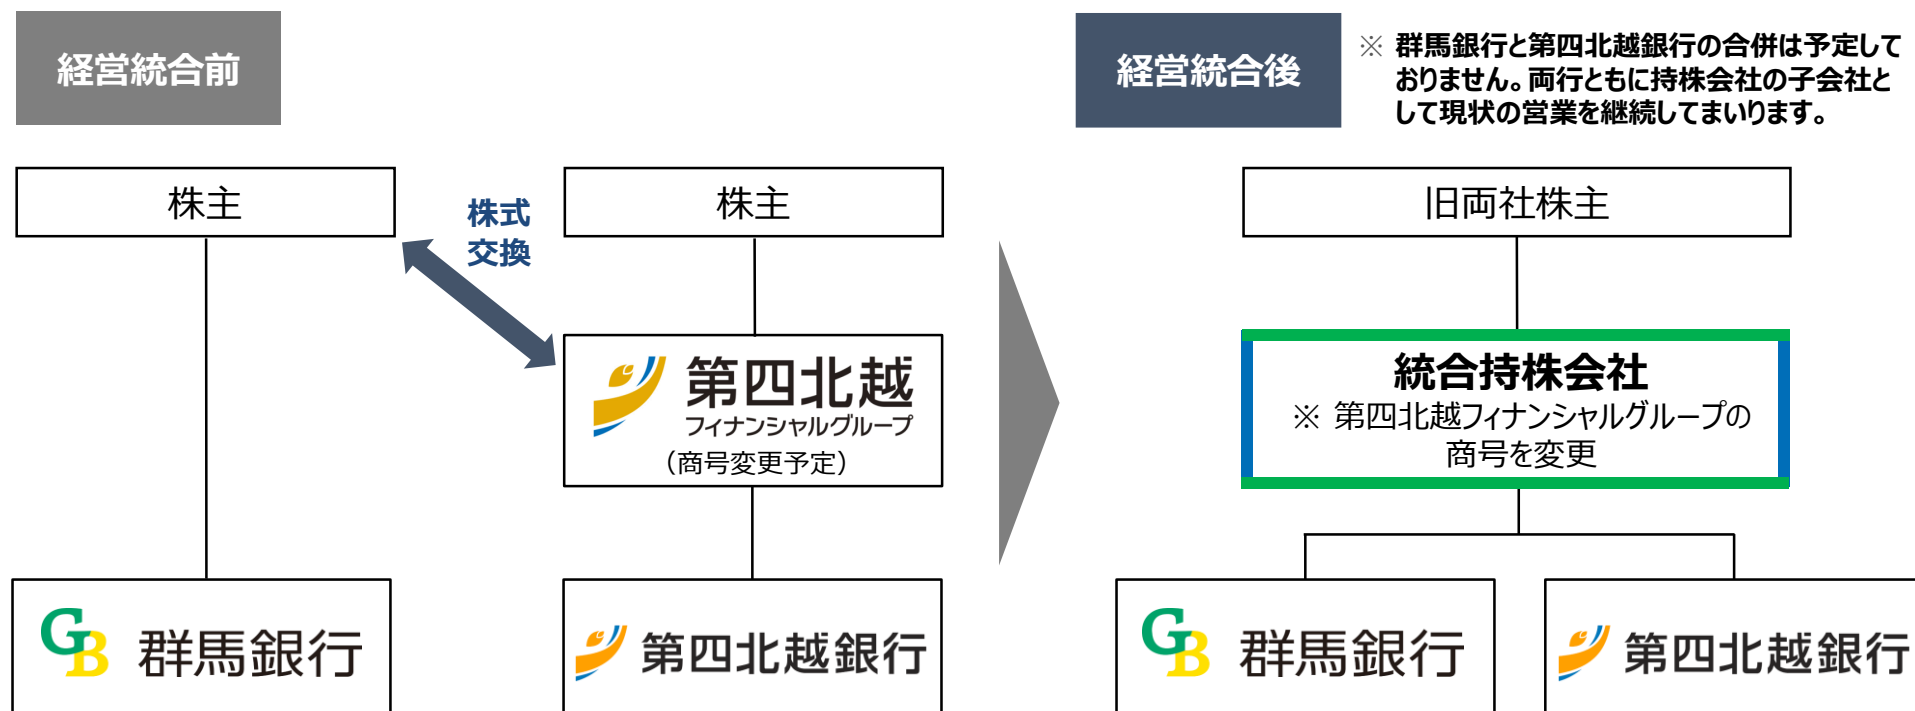 経営統合前
経営統合後
※ 群馬銀行と第四北越銀行の合併は予定して
おりません。両行ともに持株会社の子会社と
して現状の営業を継続してまいります。
株主
株式
交換
株主
旧両社株主
第四北越
フィナンシャルグループ
（商号変更予定）
統合持株会社
※ 第四北越フィナンシャルグループの
商号を変更
GB 群馬銀行
第四北越銀行
GB 群馬銀行
第四北越銀行